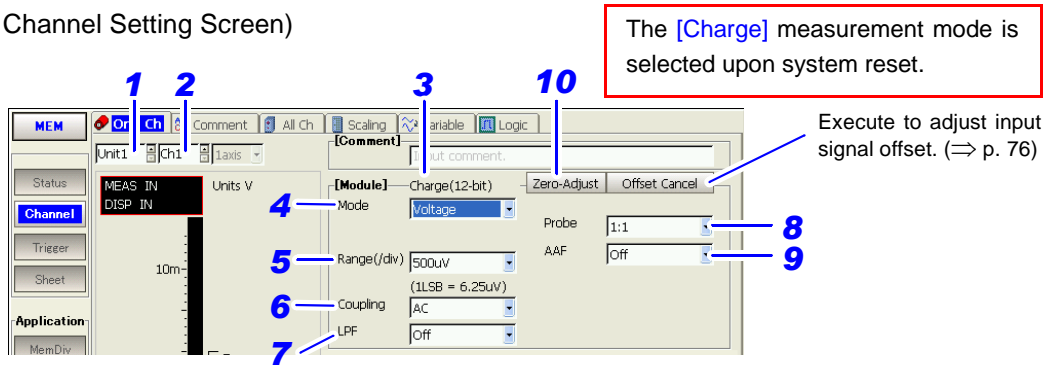 Channel Setting Screen)
The [Charge] measurement mode is
selected upon system reset.
1 2 3 10
MEM
Comment All Ch Scaling Logic
Execute to adjust input
signal offset. (⇒ p. 76)
Unit1 Ch1 1axis
[Comment]
Input comment.
Status
MEAS IN Units V
DISP IN
[Module] Charge(12-bit) Zero-Adjust Offset Cancel
4 Mode Voltage
Channel
Probe 1:1 8
Trigger
5 Range(/div) 500uV
AAF Off 9
10m
Sheet
(1LSB = 6.25uV)
6 Coupling AC
Application
7 LPF Off
MemDiv